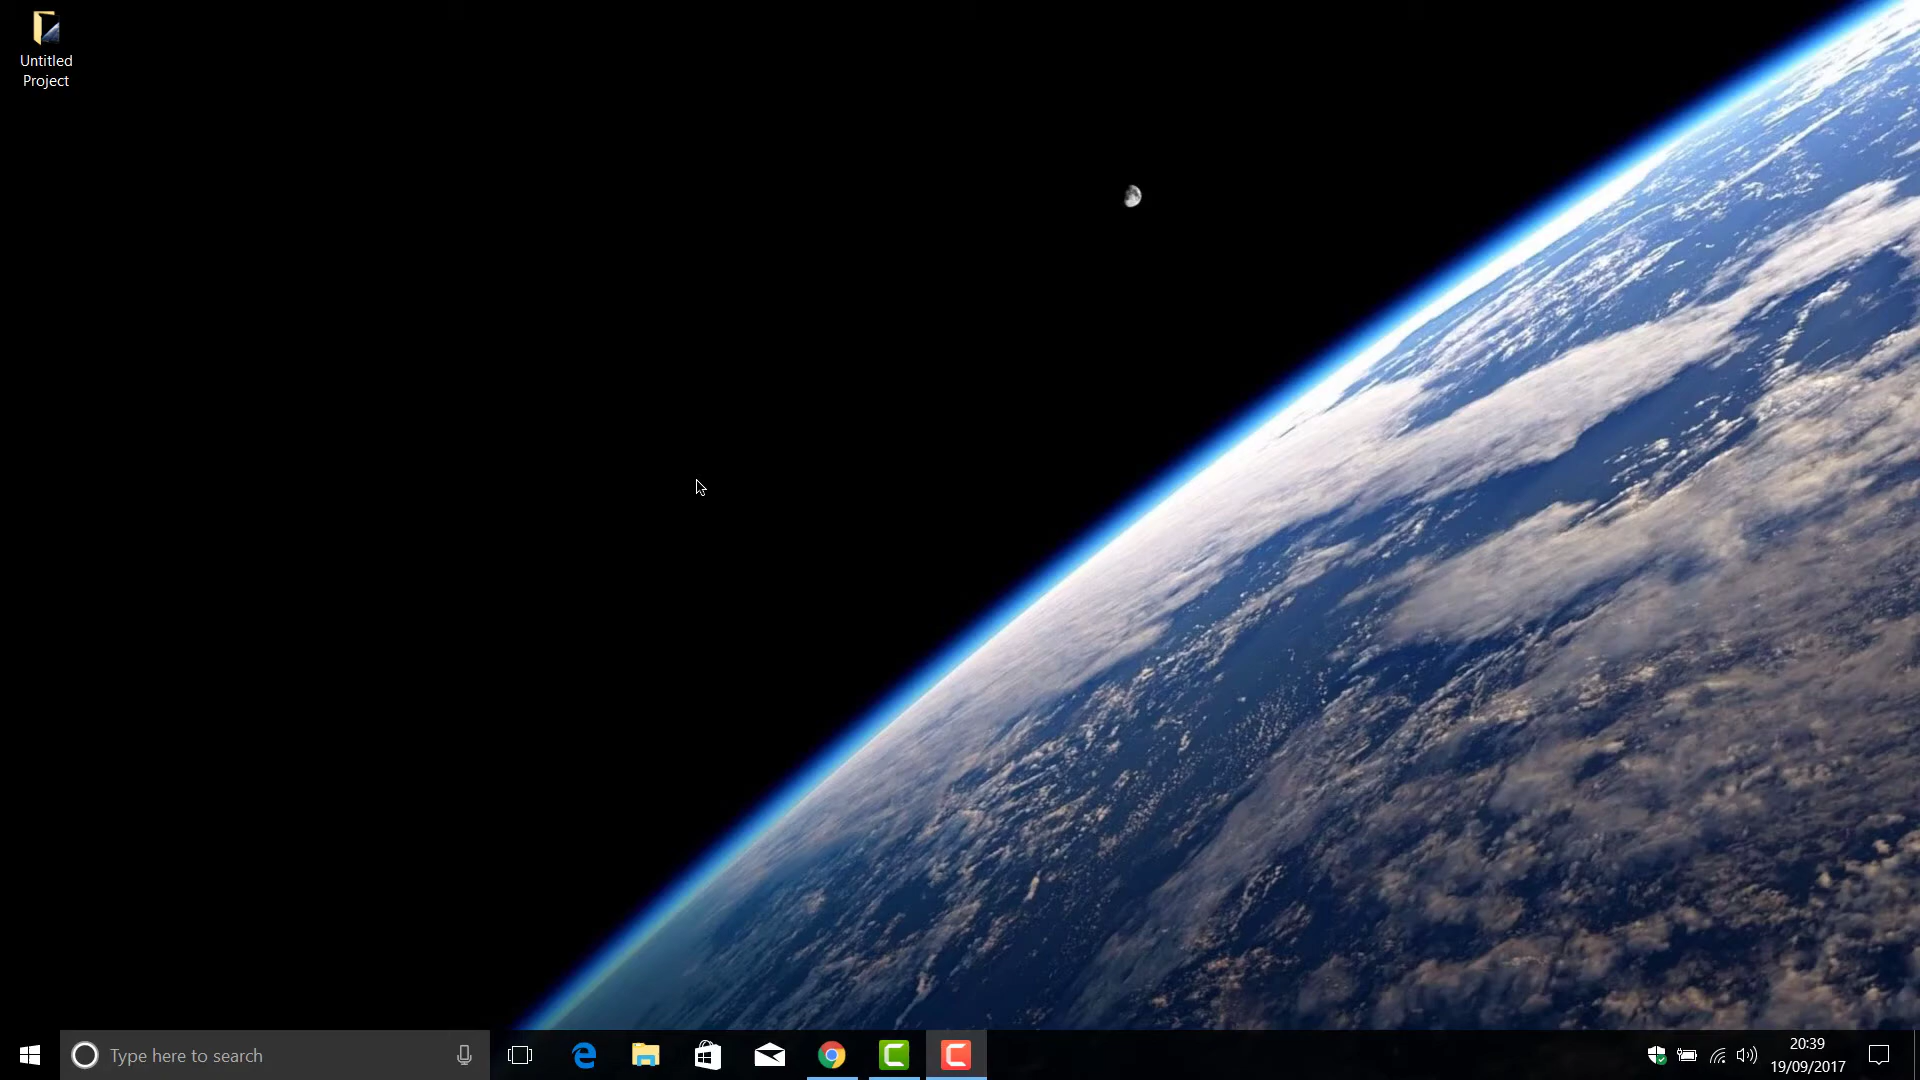 Untitled
Project
Type here to search
20:39
19/09/2017